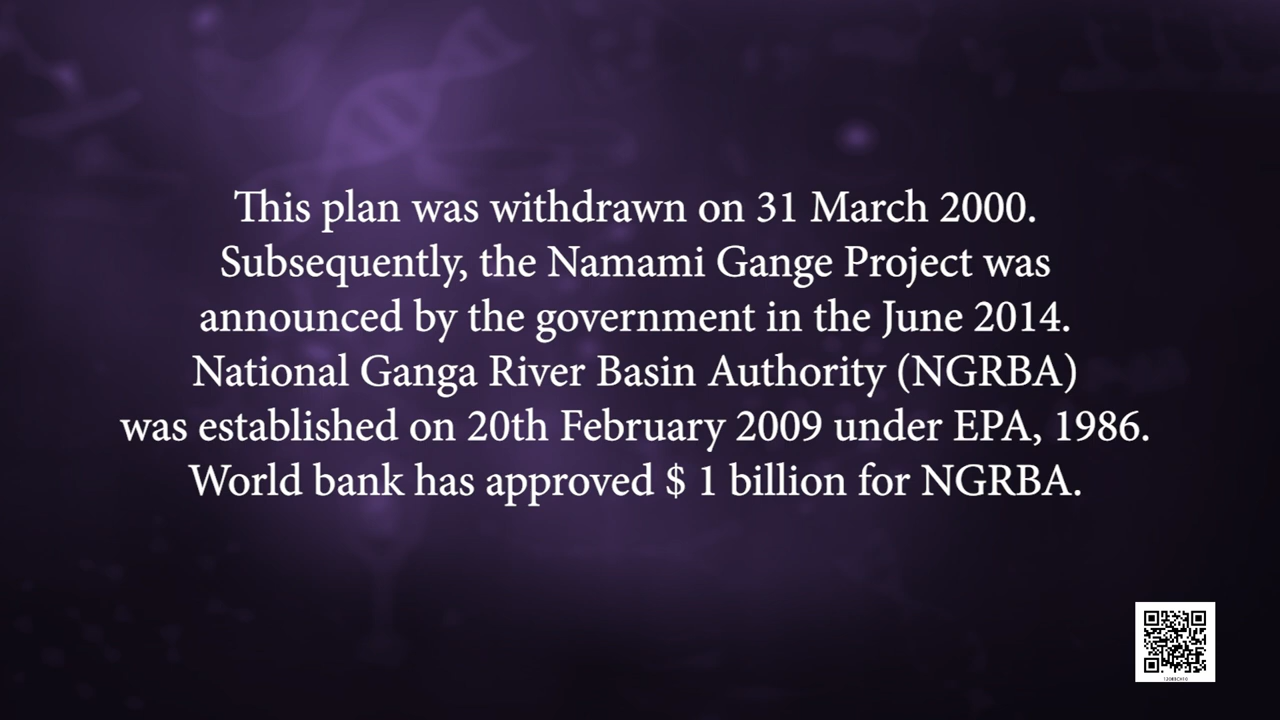 This plan was withdrawn on 31 March 2000.
Subsequently, the Namami Gange Project was
announced by the government in the June 2014.
National Ganga River Basin Authority (NGRBA)
was established on 20th February 2009 under EPA, 1986.
World bank has approved $ 1 billion for NGRBA.